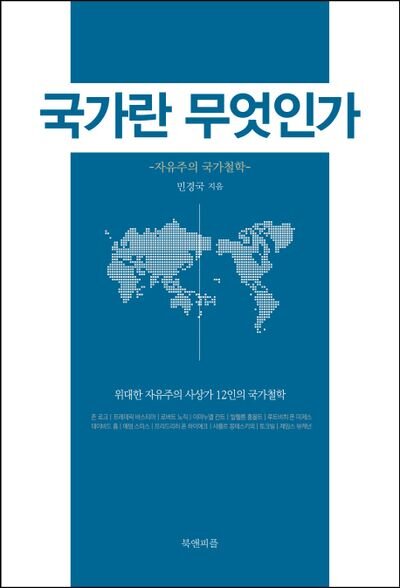 국가란 무엇인가
-자유주의 국가철학-
민경국 지음
위대한 자유주의 사상가 12인의 국가철학
존 로크 | 프레데릭 바스티아 | 로버트 노직 | 이마누엘 칸트 | 빌헬름 훔볼트 | 루트비히 폰 미제스
데이비드 흄 | 애덤 스미스 | 프리드리히 폰 하이에크 | 샤를르 몽테스키외 | 토크빌 | 제임스 뷰캐넌
북앤피플